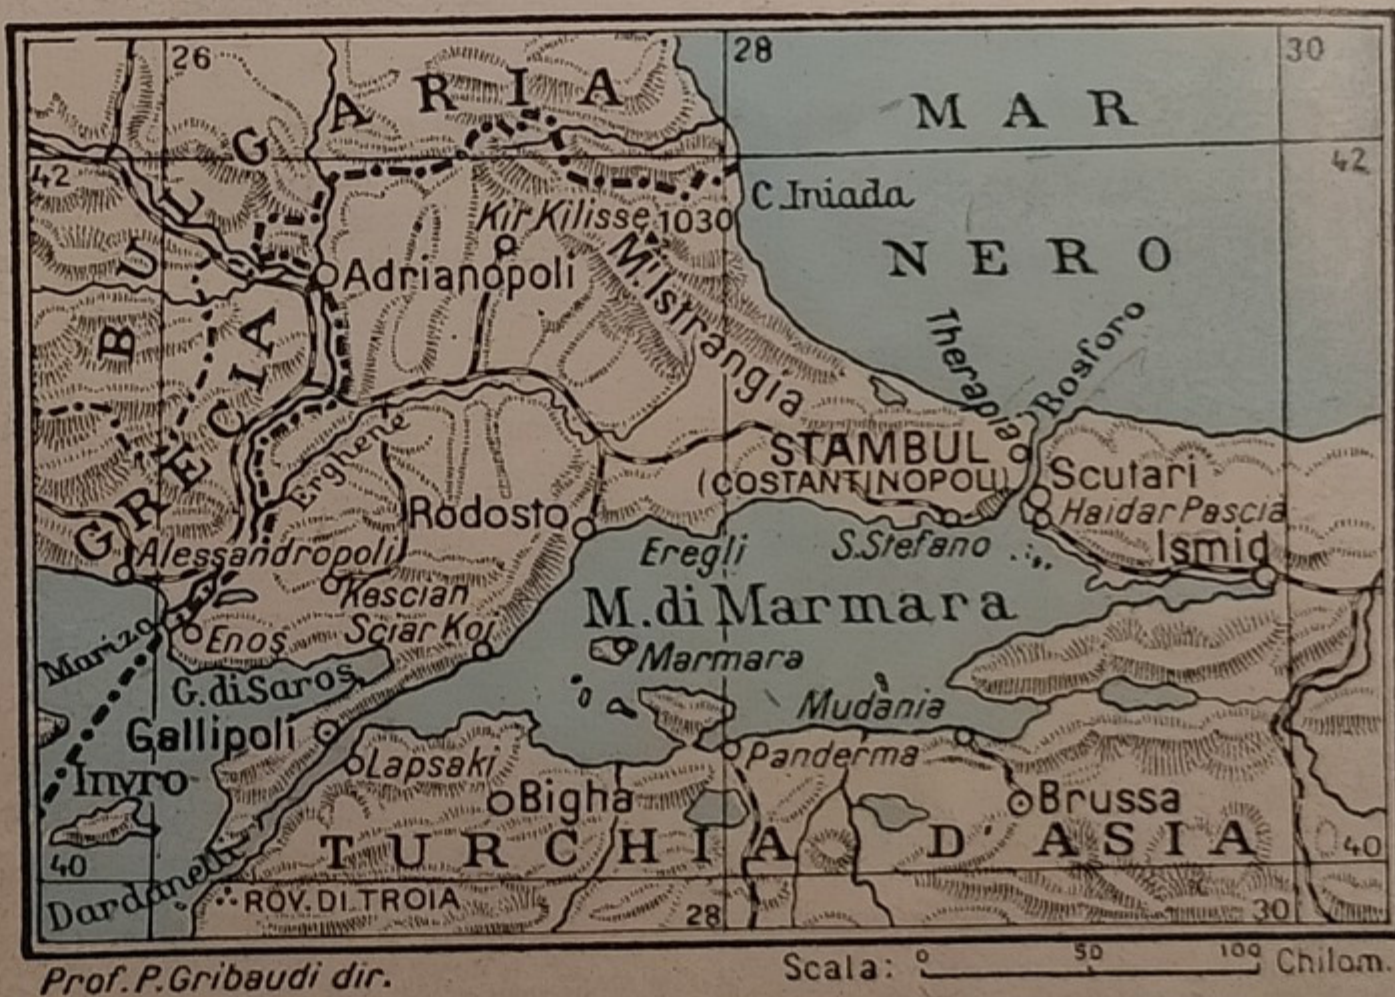 26
28
30
BULGARIA
MAR
NERO
42
42
C. Iniada
Kir Kilisse
1030
Mti Istrangia
Adrianopoli
GRECIA
Therapia
Bosforo
Erghene
STAMBUL
(COSTANTINOPOLI)
Scutari
Haidar Pascià
Ismid
Rodosto
Eregli
S. Stefano
Alessandropoli
Kescian
M. di Marmara
Enos
Sciar Koi
Marmara
Mariza
G. di Saros
Mudania
Gallipoli
Panderma
Lapsaki
Imvro
Bigha
Brussa
TURCHIA D'ASIA
40
40
Dardanelli
ROV. DI TROIA
28
30
Prof. P. Gribaudi dir.
Scala: 0 50 100 Chilom.